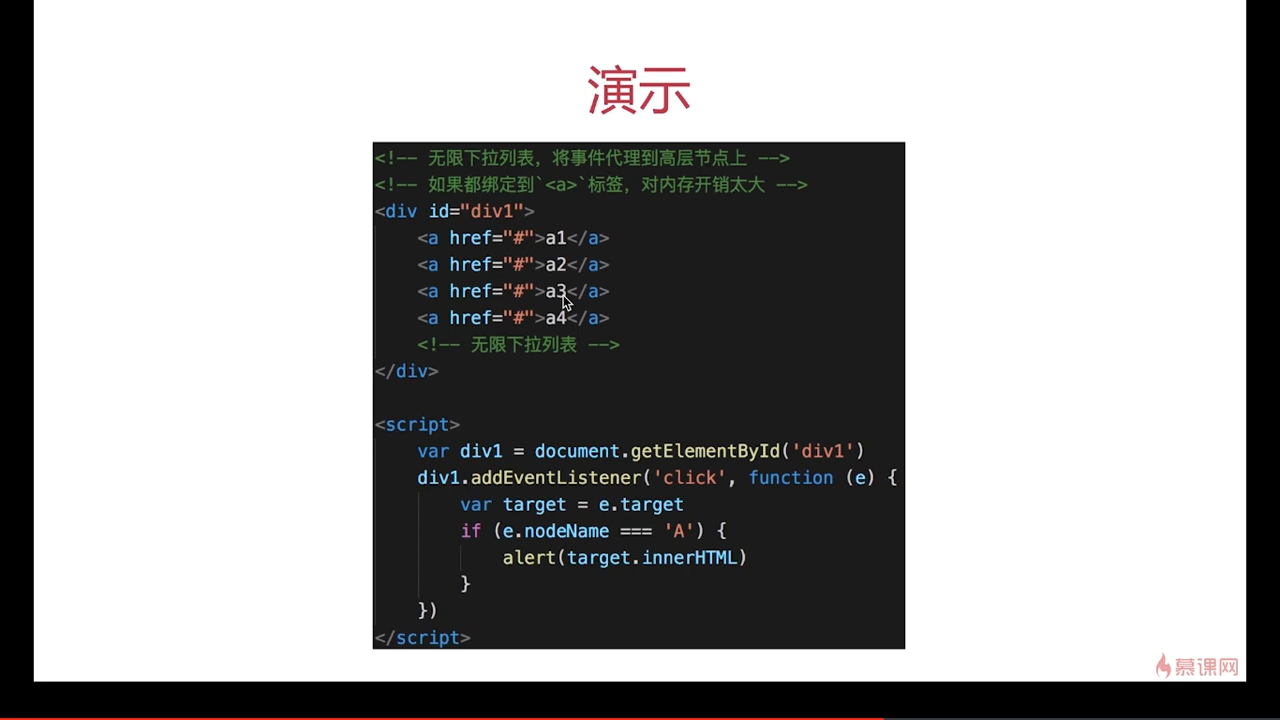 演示
<!-- 无限下拉列表，将事件代理到高层节点上 -->
<!-- 如果都绑定到`<a>`标签，对内存开销太大 -->
<div id="div1">
    <a href="#">a1</a>
    <a href="#">a2</a>
    <a href="#">a3</a>
    <a href="#">a4</a>
    <!-- 无限下拉列表 -->
</div>
<script>
    var div1 = document.getElementById('div1')
    div1.addEventListener('click', function (e) {
        var target = e.target
        if (e.nodeName === 'A') {
            alert(target.innerHTML)
        }
    })
</script>
慕课网